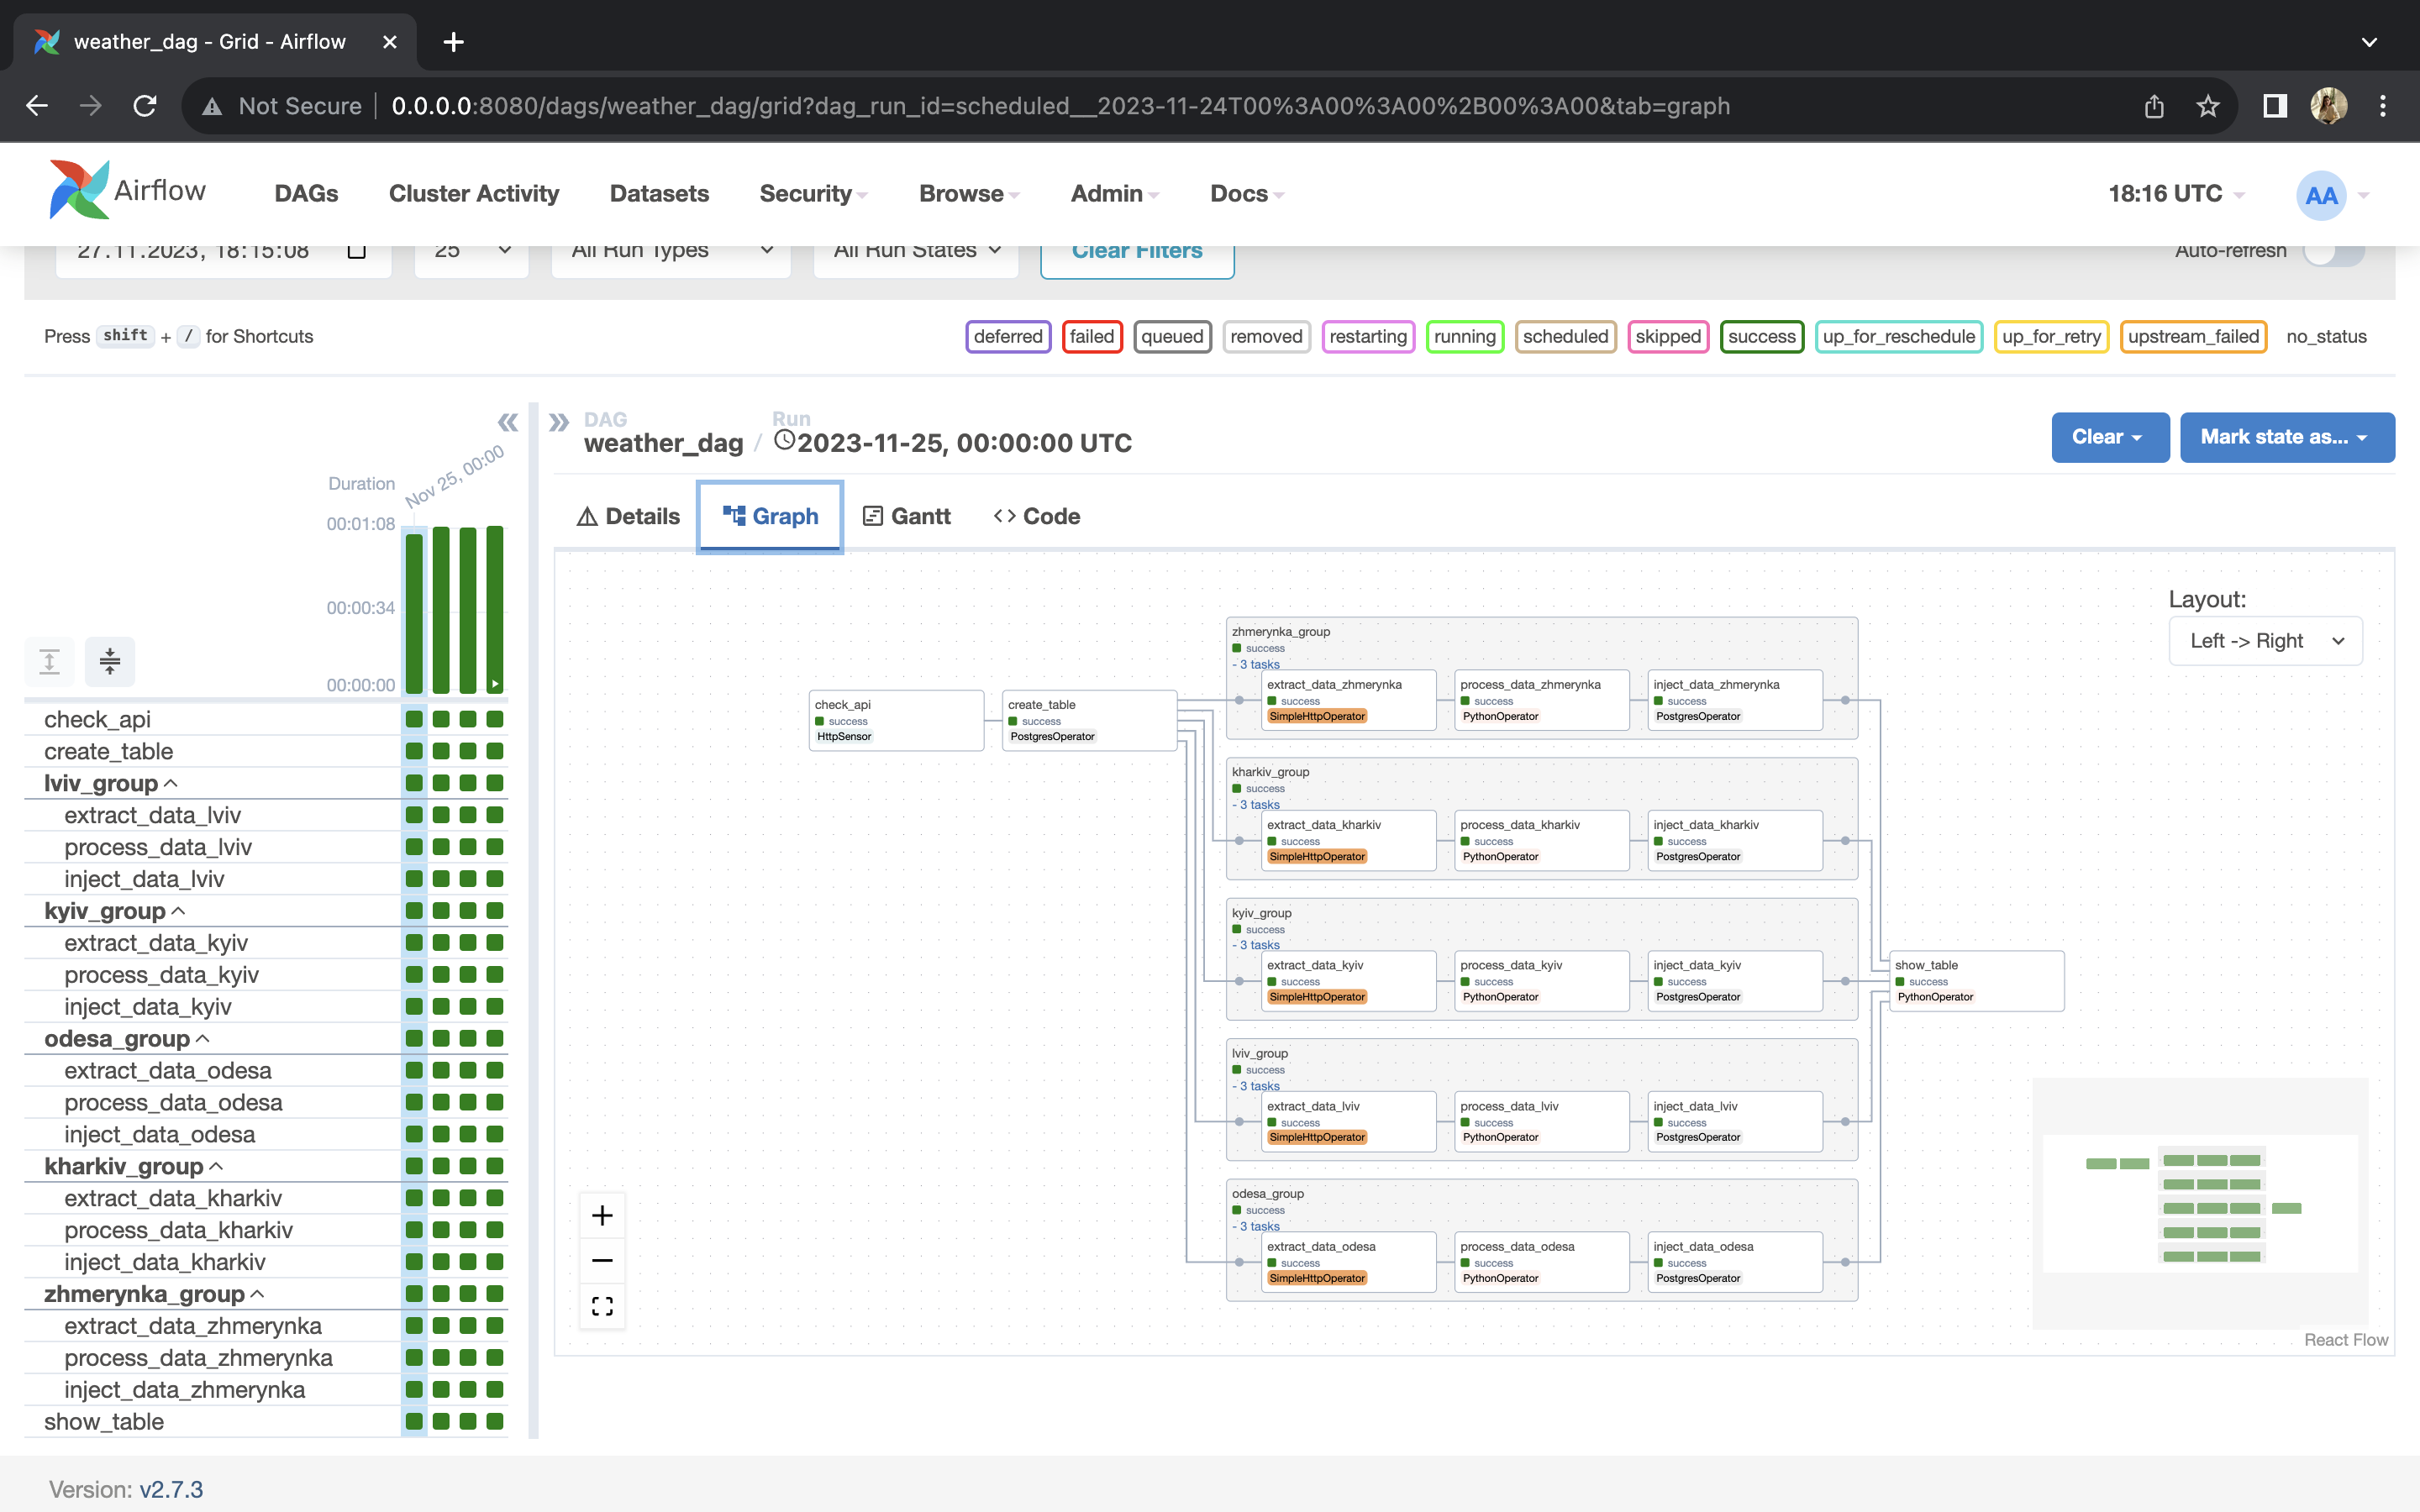 weather_dag - Grid - Airflow
Not Secure 0.0.0.0:8080/dags/weather_dag/grid?dag_run_id=scheduled__2023-11-24T00%3A00%3A00%2B00%3A00&tab=graph
Airflow DAGs Cluster Activity Datasets Security Browse Admin Docs 18:16 UTC AA
27.11.2023, 18:15:08 25 All Run Types All Run States Clear Filters Auto-refresh
Press shift + / for Shortcuts deferred failed queued removed restarting running scheduled skipped success up_for_reschedule up_for_retry upstream_failed no_status
DAG
weather_dag /
Run
2023-11-25, 00:00:00 UTC
Clear Mark state as...
Details Graph Gantt Code
Duration Nov 25, 00:00
00:01:08
00:00:34
00:00:00
check_api
create_table
lviv_group
extract_data_lviv
process_data_lviv
inject_data_lviv
kyiv_group
extract_data_kyiv
process_data_kyiv
inject_data_kyiv
odesa_group
extract_data_odesa
process_data_odesa
inject_data_odesa
kharkiv_group
extract_data_kharkiv
process_data_kharkiv
inject_data_kharkiv
zhmerynka_group
extract_data_zhmerynka
process_data_zhmerynka
inject_data_zhmerynka
show_table
Layout:
Left -> Right
check_api
success
HttpSensor
create_table
success
PostgresOperator
zhmerynka_group
success
- 3 tasks
extract_data_zhmerynka
success
SimpleHttpOperator
process_data_zhmerynka
success
PythonOperator
inject_data_zhmerynka
success
PostgresOperator
kharkiv_group
success
- 3 tasks
extract_data_kharkiv
success
SimpleHttpOperator
process_data_kharkiv
success
PythonOperator
inject_data_kharkiv
success
PostgresOperator
kyiv_group
success
- 3 tasks
extract_data_kyiv
success
SimpleHttpOperator
process_data_kyiv
success
PythonOperator
inject_data_kyiv
success
PostgresOperator
lviv_group
success
- 3 tasks
extract_data_lviv
success
SimpleHttpOperator
process_data_lviv
success
PythonOperator
inject_data_lviv
success
PostgresOperator
odesa_group
success
- 3 tasks
extract_data_odesa
success
SimpleHttpOperator
process_data_odesa
success
PythonOperator
inject_data_odesa
success
PostgresOperator
show_table
success
PythonOperator
React Flow
Version: v2.7.3